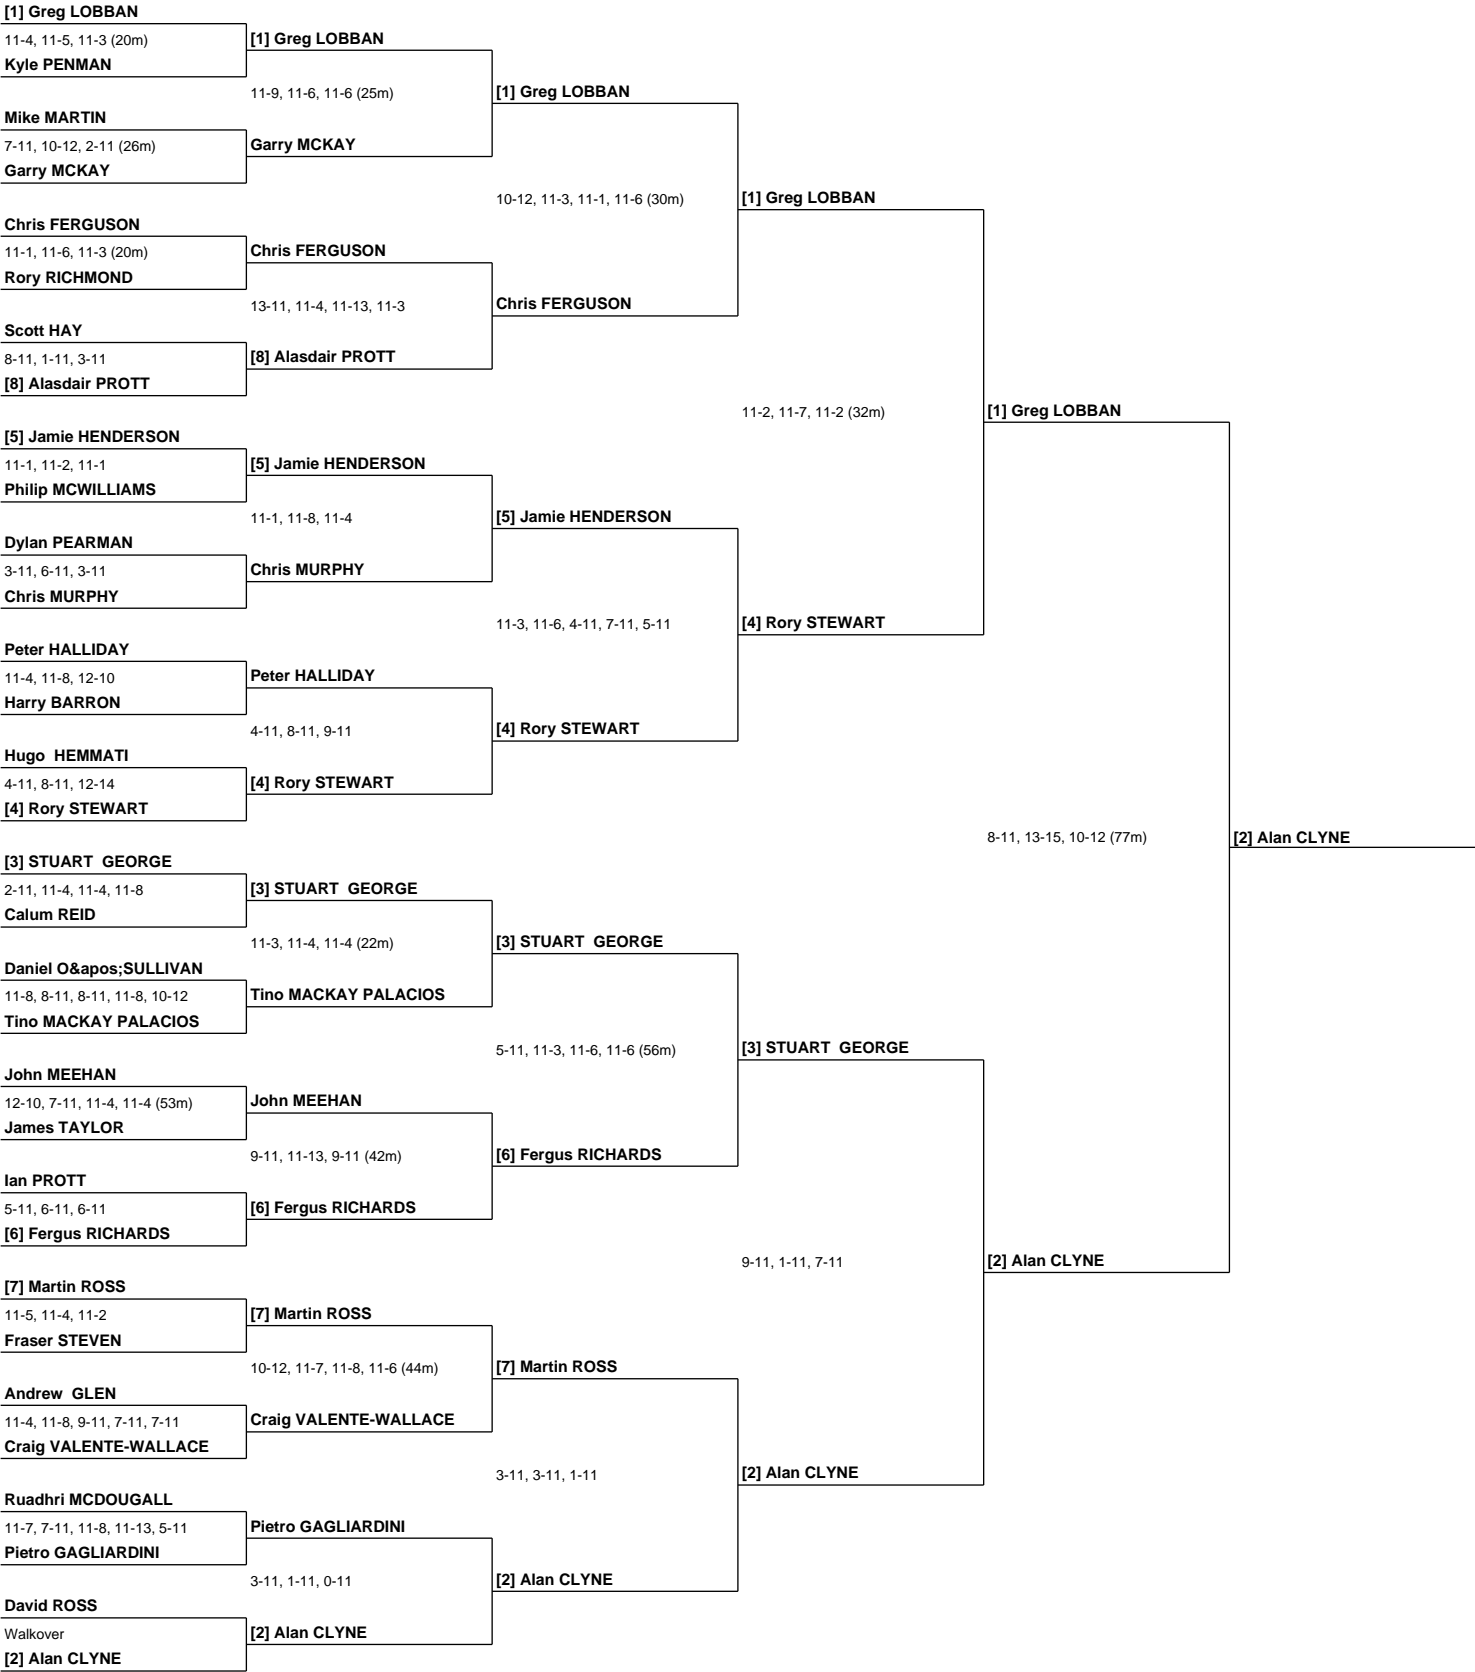 [1] Greg LOBBAN
11-4, 11-5, 11-3 (20m)
Kyle PENMAN
Mike MARTIN
7-11, 10-12, 2-11 (26m)
Garry MCKAY
Chris FERGUSON
11-1, 11-6, 11-3 (20m)
Rory RICHMOND
Scott HAY
8-11, 1-11, 3-11
[8] Alasdair PROTT
[5] Jamie HENDERSON
11-1, 11-2, 11-1
Philip MCWILLIAMS
Dylan PEARMAN
3-11, 6-11, 3-11
Chris MURPHY
Peter HALLIDAY
11-4, 11-8, 12-10
Harry BARRON
Hugo  HEMMATI
4-11, 8-11, 12-14
[4] Rory STEWART
[3] STUART  GEORGE
2-11, 11-4, 11-4, 11-8
Calum REID
Daniel O&apos;SULLIVAN
11-8, 8-11, 8-11, 11-8, 10-12
Tino MACKAY PALACIOS
John MEEHAN
12-10, 7-11, 11-4, 11-4 (53m)
James TAYLOR
Ian PROTT
5-11, 6-11, 6-11
[6] Fergus RICHARDS
[7] Martin ROSS
11-5, 11-4, 11-2
Fraser STEVEN
Andrew  GLEN
11-4, 11-8, 9-11, 7-11, 7-11
Craig VALENTE-WALLACE
Ruadhri MCDOUGALL
11-7, 7-11, 11-8, 11-13, 5-11
Pietro GAGLIARDINI
David ROSS
Walkover
[2] Alan CLYNE
[1] Greg LOBBAN
11-9, 11-6, 11-6 (25m)
Garry MCKAY
Chris FERGUSON
13-11, 11-4, 11-13, 11-3
[8] Alasdair PROTT
[5] Jamie HENDERSON
11-1, 11-8, 11-4
Chris MURPHY
Peter HALLIDAY
4-11, 8-11, 9-11
[4] Rory STEWART
[3] STUART  GEORGE
11-3, 11-4, 11-4 (22m)
Tino MACKAY PALACIOS
John MEEHAN
9-11, 11-13, 9-11 (42m)
[6] Fergus RICHARDS
[7] Martin ROSS
10-12, 11-7, 11-8, 11-6 (44m)
Craig VALENTE-WALLACE
Pietro GAGLIARDINI
3-11, 1-11, 0-11
[2] Alan CLYNE
[1] Greg LOBBAN
10-12, 11-3, 11-1, 11-6 (30m)
Chris FERGUSON
[5] Jamie HENDERSON
11-3, 11-6, 4-11, 7-11, 5-11
[4] Rory STEWART
[3] STUART  GEORGE
5-11, 11-3, 11-6, 11-6 (56m)
[6] Fergus RICHARDS
[7] Martin ROSS
3-11, 3-11, 1-11
[2] Alan CLYNE
[1] Greg LOBBAN
11-2, 11-7, 11-2 (32m)
[4] Rory STEWART
[3] STUART  GEORGE
9-11, 1-11, 7-11
[2] Alan CLYNE
[1] Greg LOBBAN
8-11, 13-15, 10-12 (77m)
[2] Alan CLYNE
[2] Alan CLYNE